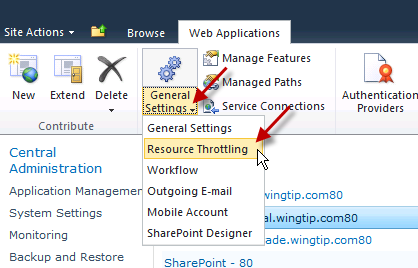 Site Actions
Browse
Web Applications
New
Extend
Delete
General Settings
Manage Features
Managed Paths
Service Connections
Authentication Providers
Contribute
General Settings
Resource Throttling
Workflow
Outgoing E-mail
Mobile Account
SharePoint Designer
Central Administration
Application Management
System Settings
Monitoring
Backup and Restore
.wingtip.com80
al.wingtip.com80
ade.wingtip.com80
SharePoint - 80